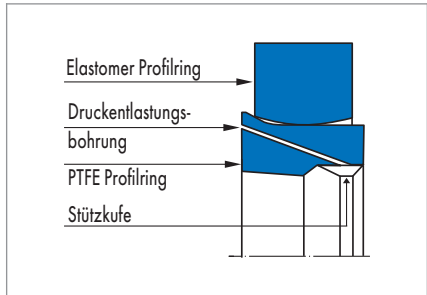 Elastomer Profilring
Druckentlastungs-
bohrung
PTFE Profilring
Stützkufe